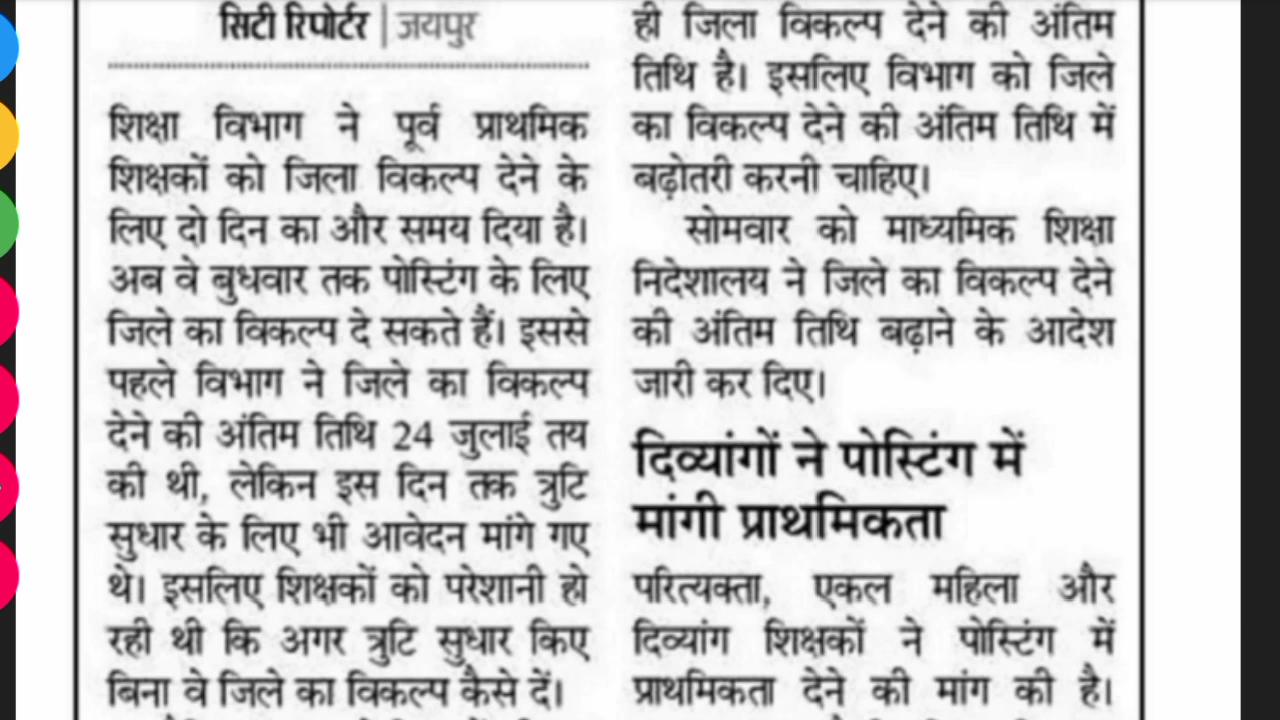 सिटी रिपोर्टर | जयपुर
शिक्षा विभाग ने पूर्व प्राथमिक
शिक्षकों को जिला विकल्प देने के
लिए दो दिन का और समय दिया है।
अब वे बुधवार तक पोस्टिंग के लिए
जिले का विकल्प दे सकते हैं। इससे
पहले विभाग ने जिले का विकल्प
देने की अंतिम तिथि 24 जुलाई तय
की थी, लेकिन इस दिन तक त्रुटि
सुधार के लिए भी आवेदन मांगे गए
थे। इसलिए शिक्षकों को परेशानी हो
रही थी कि अगर त्रुटि सुधार किए
बिना वे जिले का विकल्प कैसे दें।
ही जिला विकल्प देने की अंतिम
तिथि है। इसलिए विभाग को जिले
का विकल्प देने की अंतिम तिथि में
बढ़ोतरी करनी चाहिए।
सोमवार को माध्यमिक शिक्षा
निदेशालय ने जिले का विकल्प देने
की अंतिम तिथि बढ़ाने के आदेश
जारी कर दिए।
दिव्यांगों ने पोस्टिंग में
मांगी प्राथमिकता
परित्यक्ता, एकल महिला और
दिव्यांग शिक्षकों ने पोस्टिंग में
प्राथमिकता देने की मांग की है।